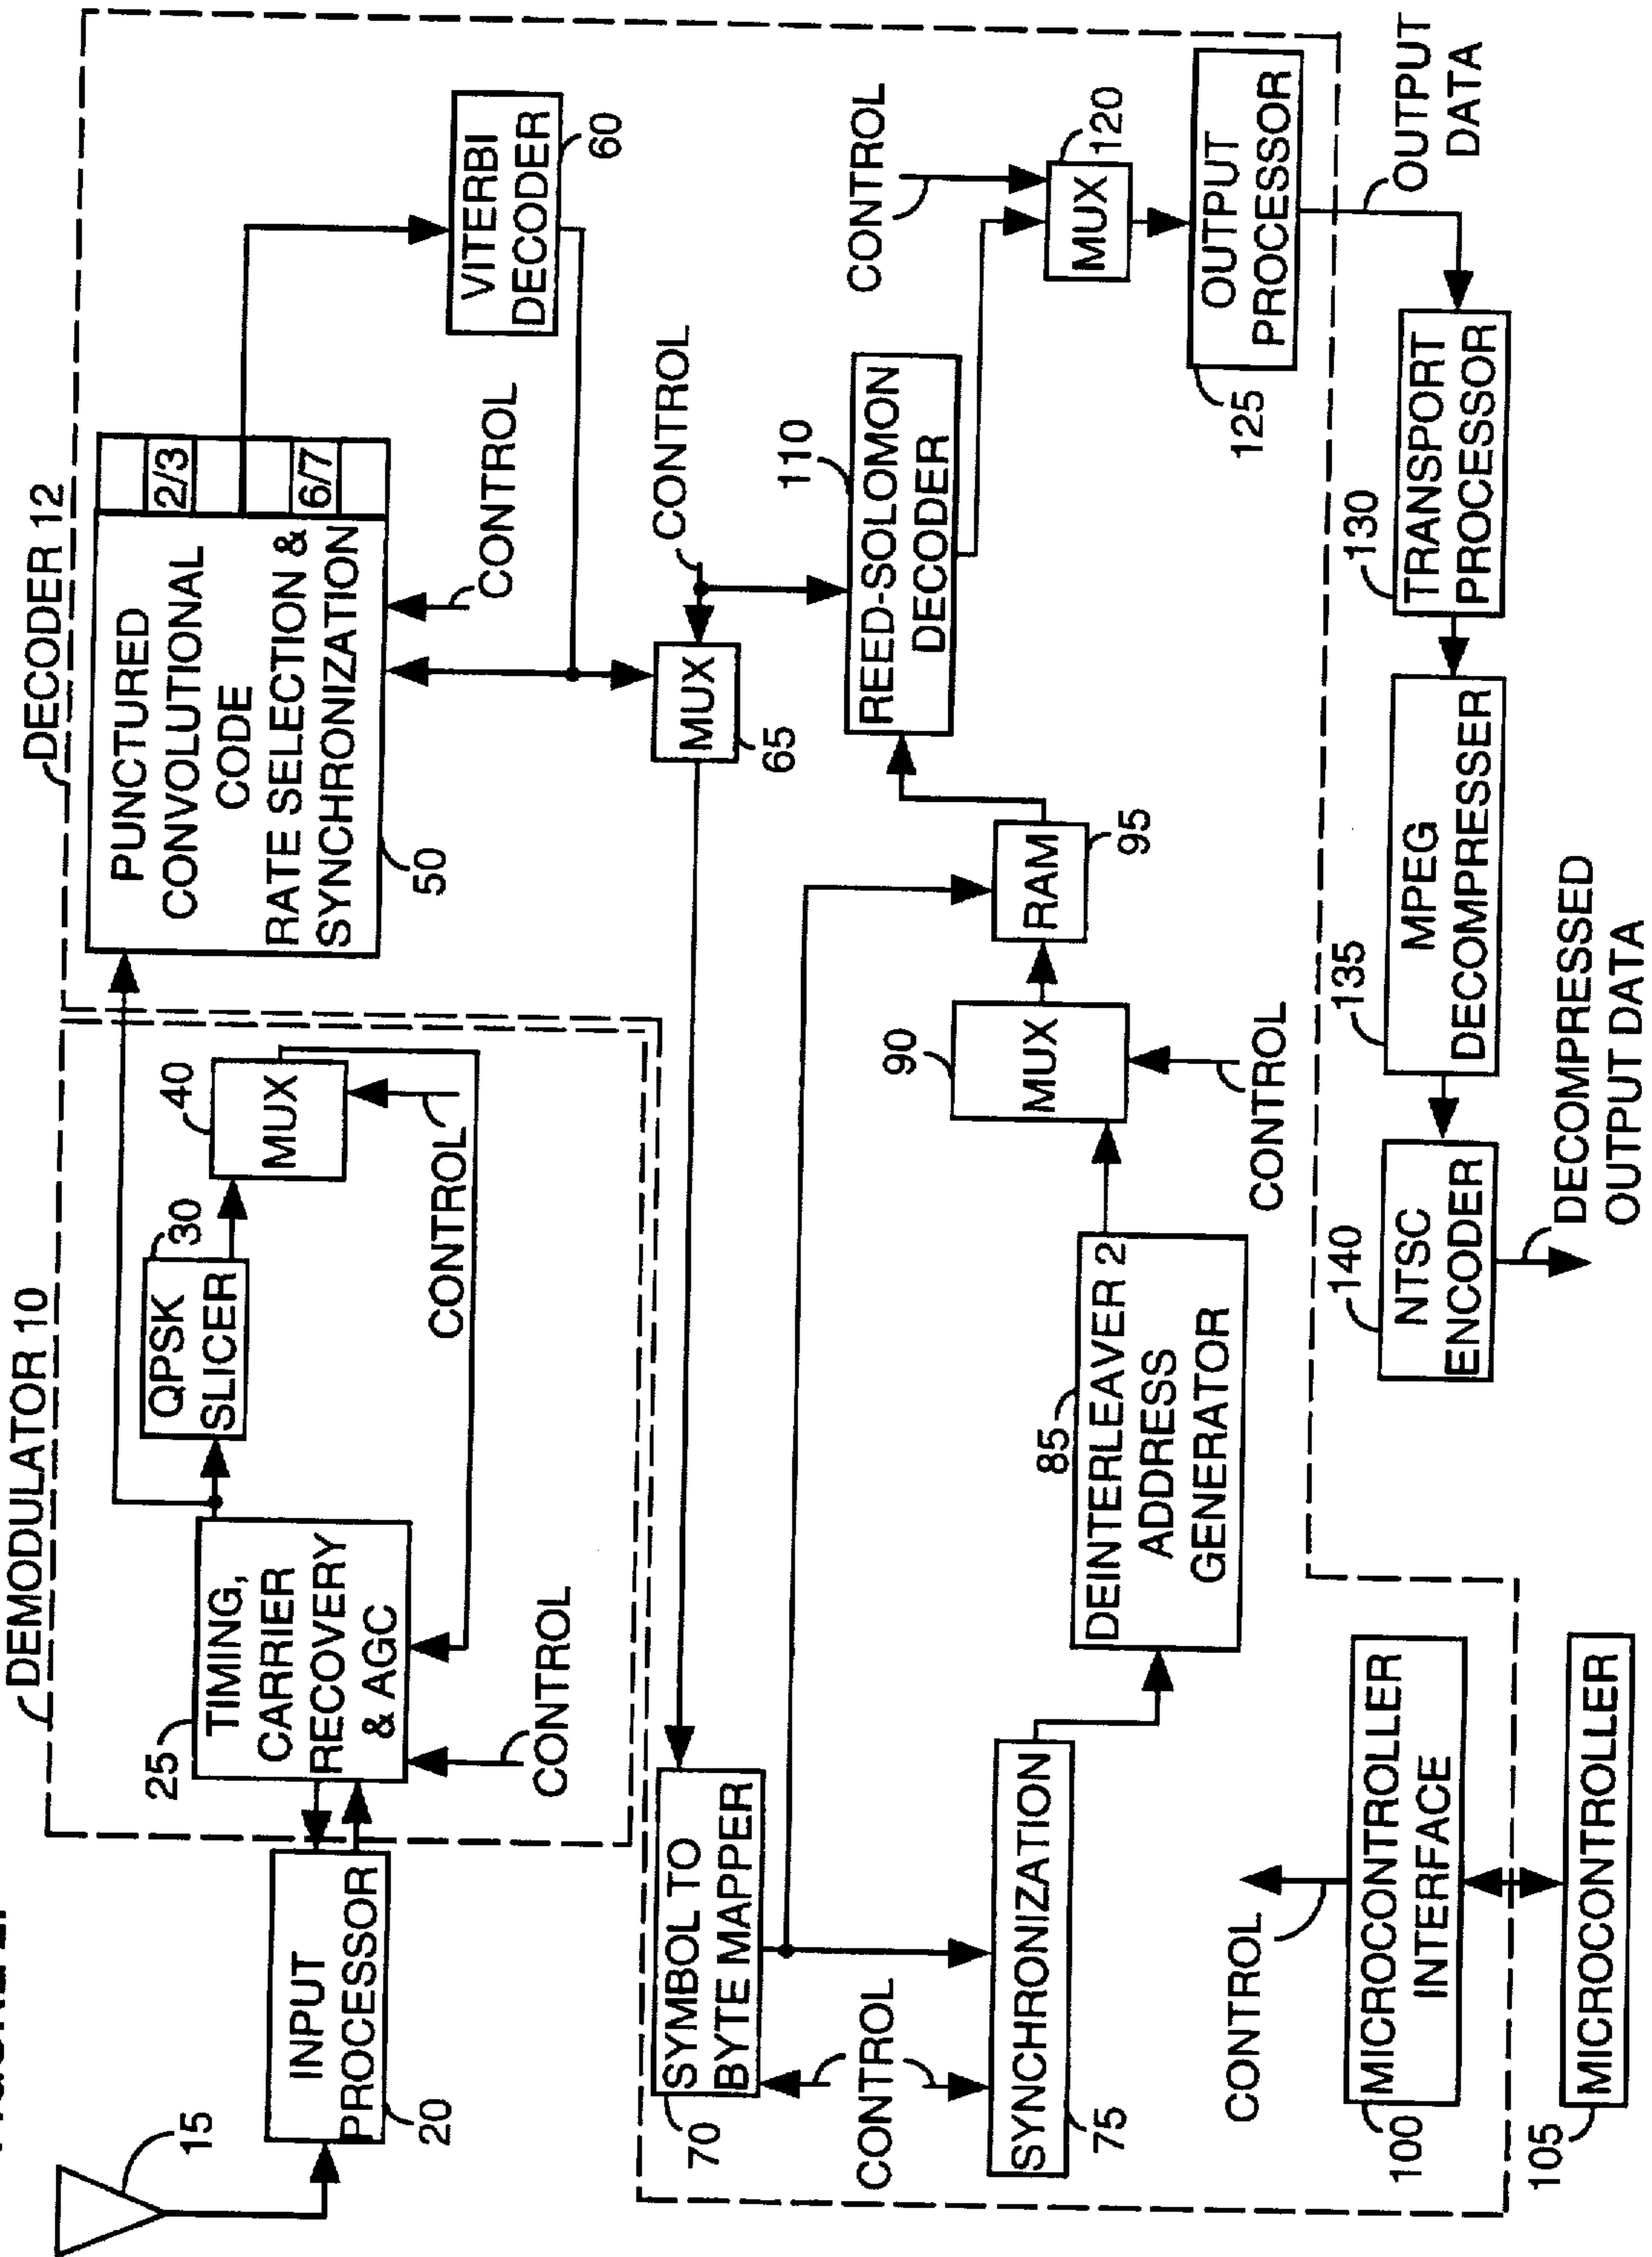 DEMODULATOR 10
DECODER 12
15
INPUT
PROCESSOR
20
25
TIMING,
CARRIER
RECOVERY
& AGC
CONTROL
QPSK
SLICER
30
40
MUX
CONTROL
PUNCTURED
CONVOLUTIONAL
CODE
RATE SELECTION &
SYNCHRONIZATION
2/3
6/7
50
CONTROL
VITERBI
DECODER
60
MUX
65
CONTROL
SYMBOL TO
BYTE MAPPER
70
CONTROL
SYNCHRONIZATION
75
85
DEINTERLEAVER 2
ADDRESS
GENERATOR
90
MUX
CONTROL
RAM
95
110
REED-SOLOMON
DECODER
CONTROL
MUX
120
OUTPUT
PROCESSOR
125
OUTPUT
DATA
CONTROL
MICROCONTROLLER
INTERFACE
100
MICROCONTROLLER
105
130
TRANSPORT
PROCESSOR
135
MPEG
DECOMPRESSER
140
NTSC
ENCODER
DECOMPRESSED
OUTPUT DATA